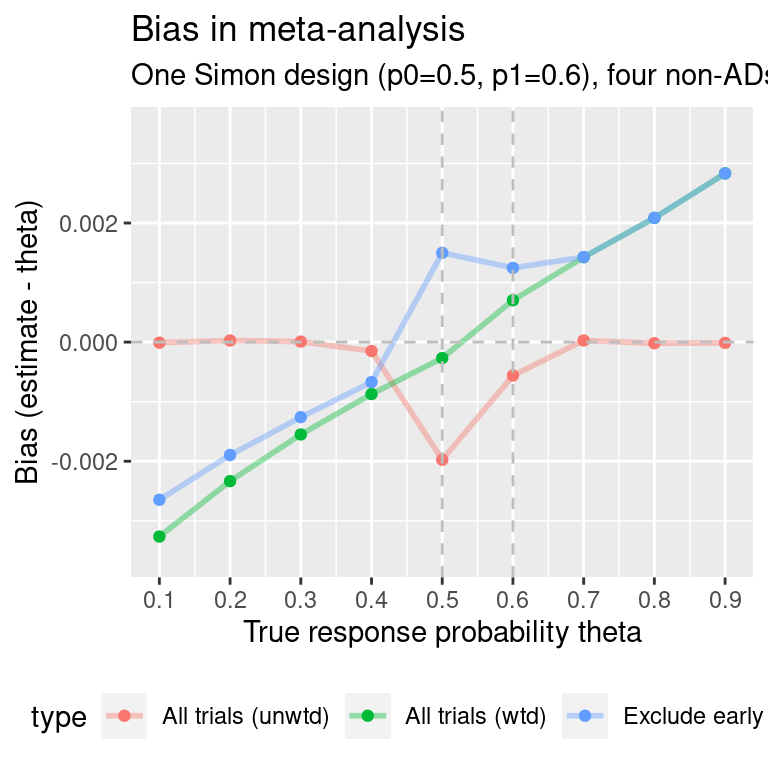 Bias in meta-analysis
One Simon design (p0=0.5, p1=0.6), four non-ADs
Bias (estimate - theta)
0.002
0.000
-0.002
0.1 0.2 0.3 0.4 0.5 0.6 0.7 0.8 0.9
True response probability theta
type All trials (unwtd) All trials (wtd) Exclude early